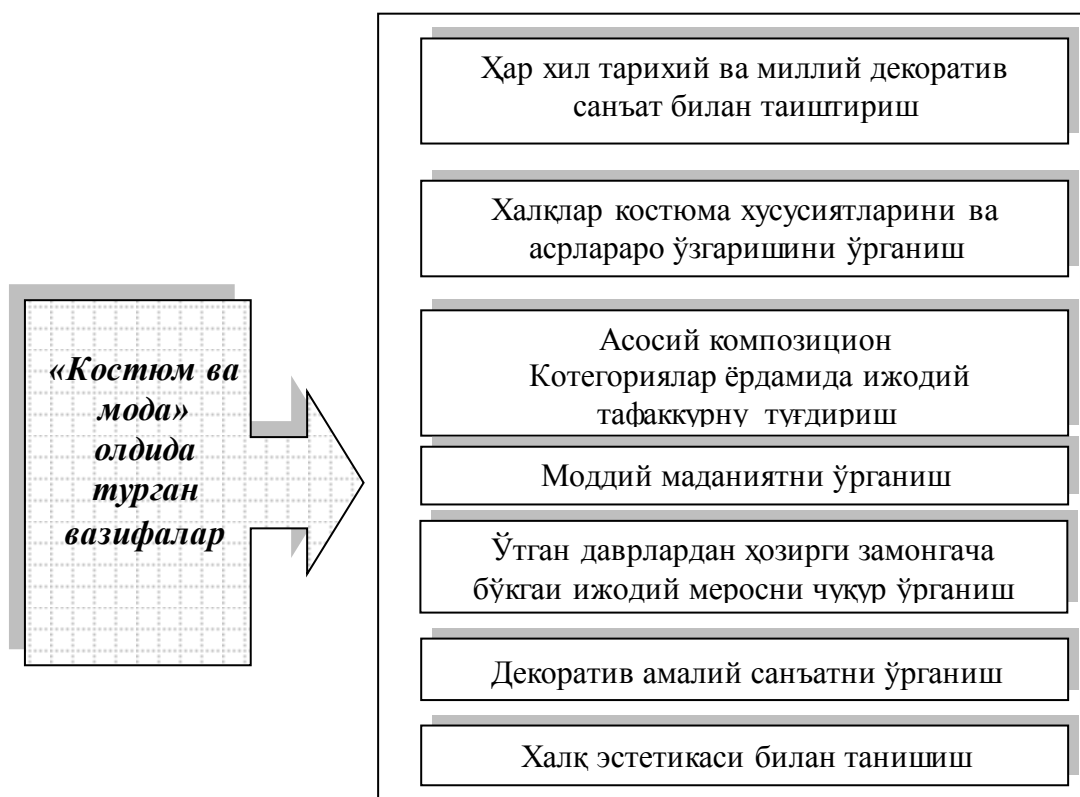 «Костюм ва
мода»
олдида
турган
вазифалар
Ҳар хил тарихий ва миллий декоратив
санъат билан таиштириш
Халқлар костюма хусусиятларини ва
асрлараро ўзгаришини ўрганиш
Асосий композицион
Котегориялар ёрдамида ижодий
тафаккурну туғдириш
Моддий маданиятни ўрганиш
Ўтган даврлардан ҳозирги замонгача
бўкгаи ижодий меросни чуқур ўрганиш
Декоратив амалий санъатни ўрганиш
Халқ эстетикаси билан танишиш